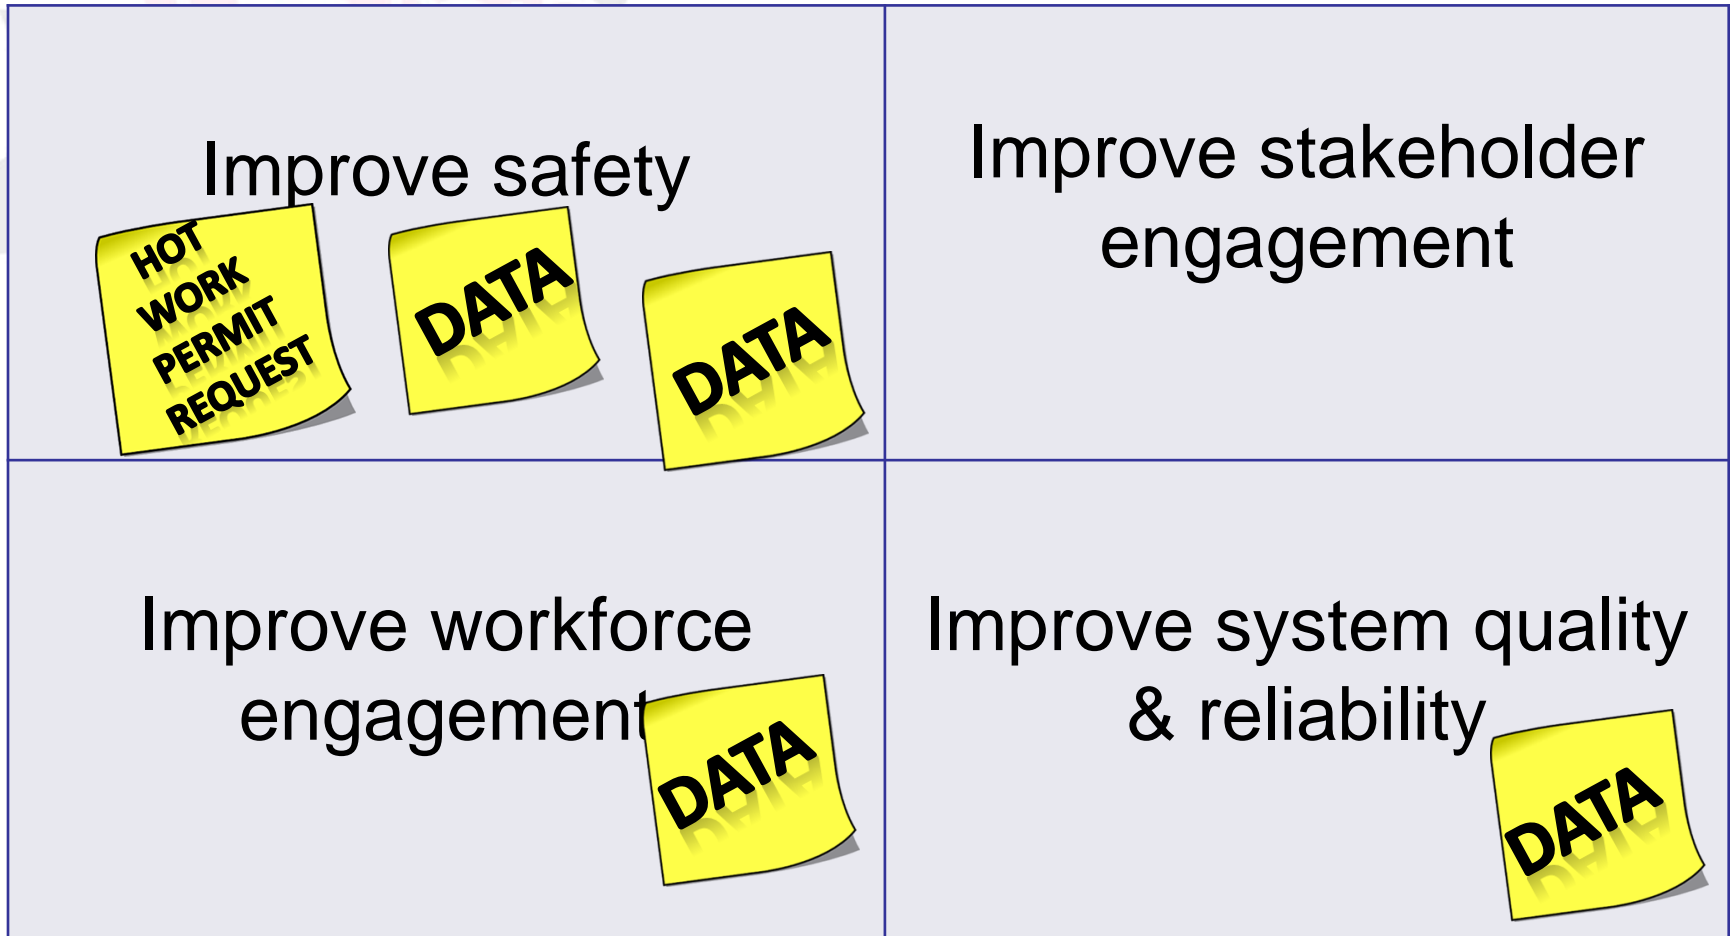 Improve safety
HOT
WORK
PERMIT
REQUEST
DATA
DATA
Improve stakeholder
engagement
Improve workforce
engagement
DATA
Improve system quality
& reliability
DATA